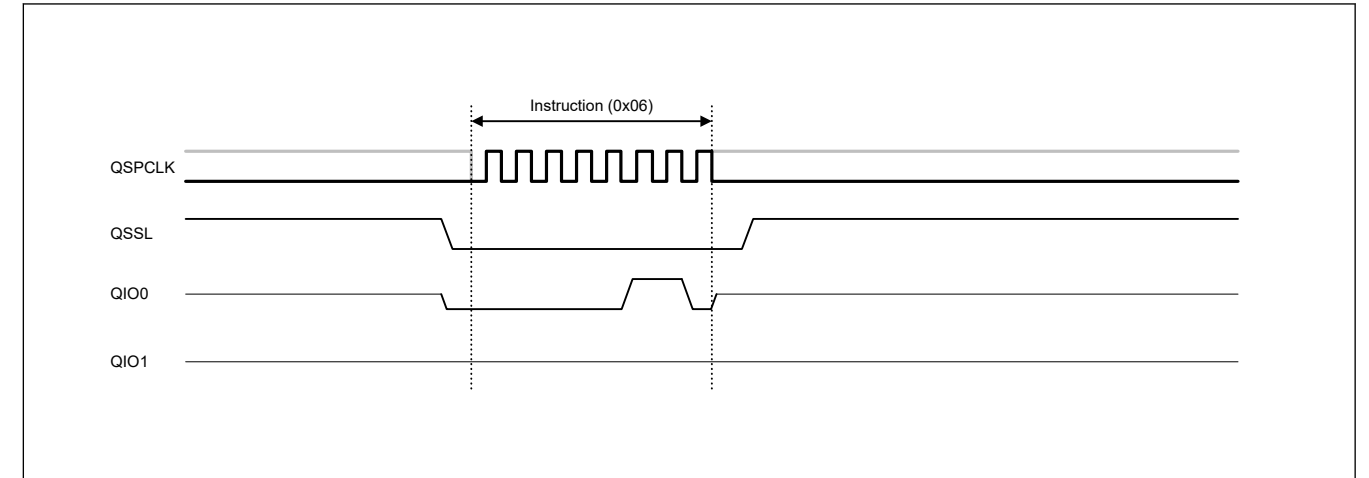 Instruction (0x06)
QSPCLK
QSSL
QIO0
QIO1